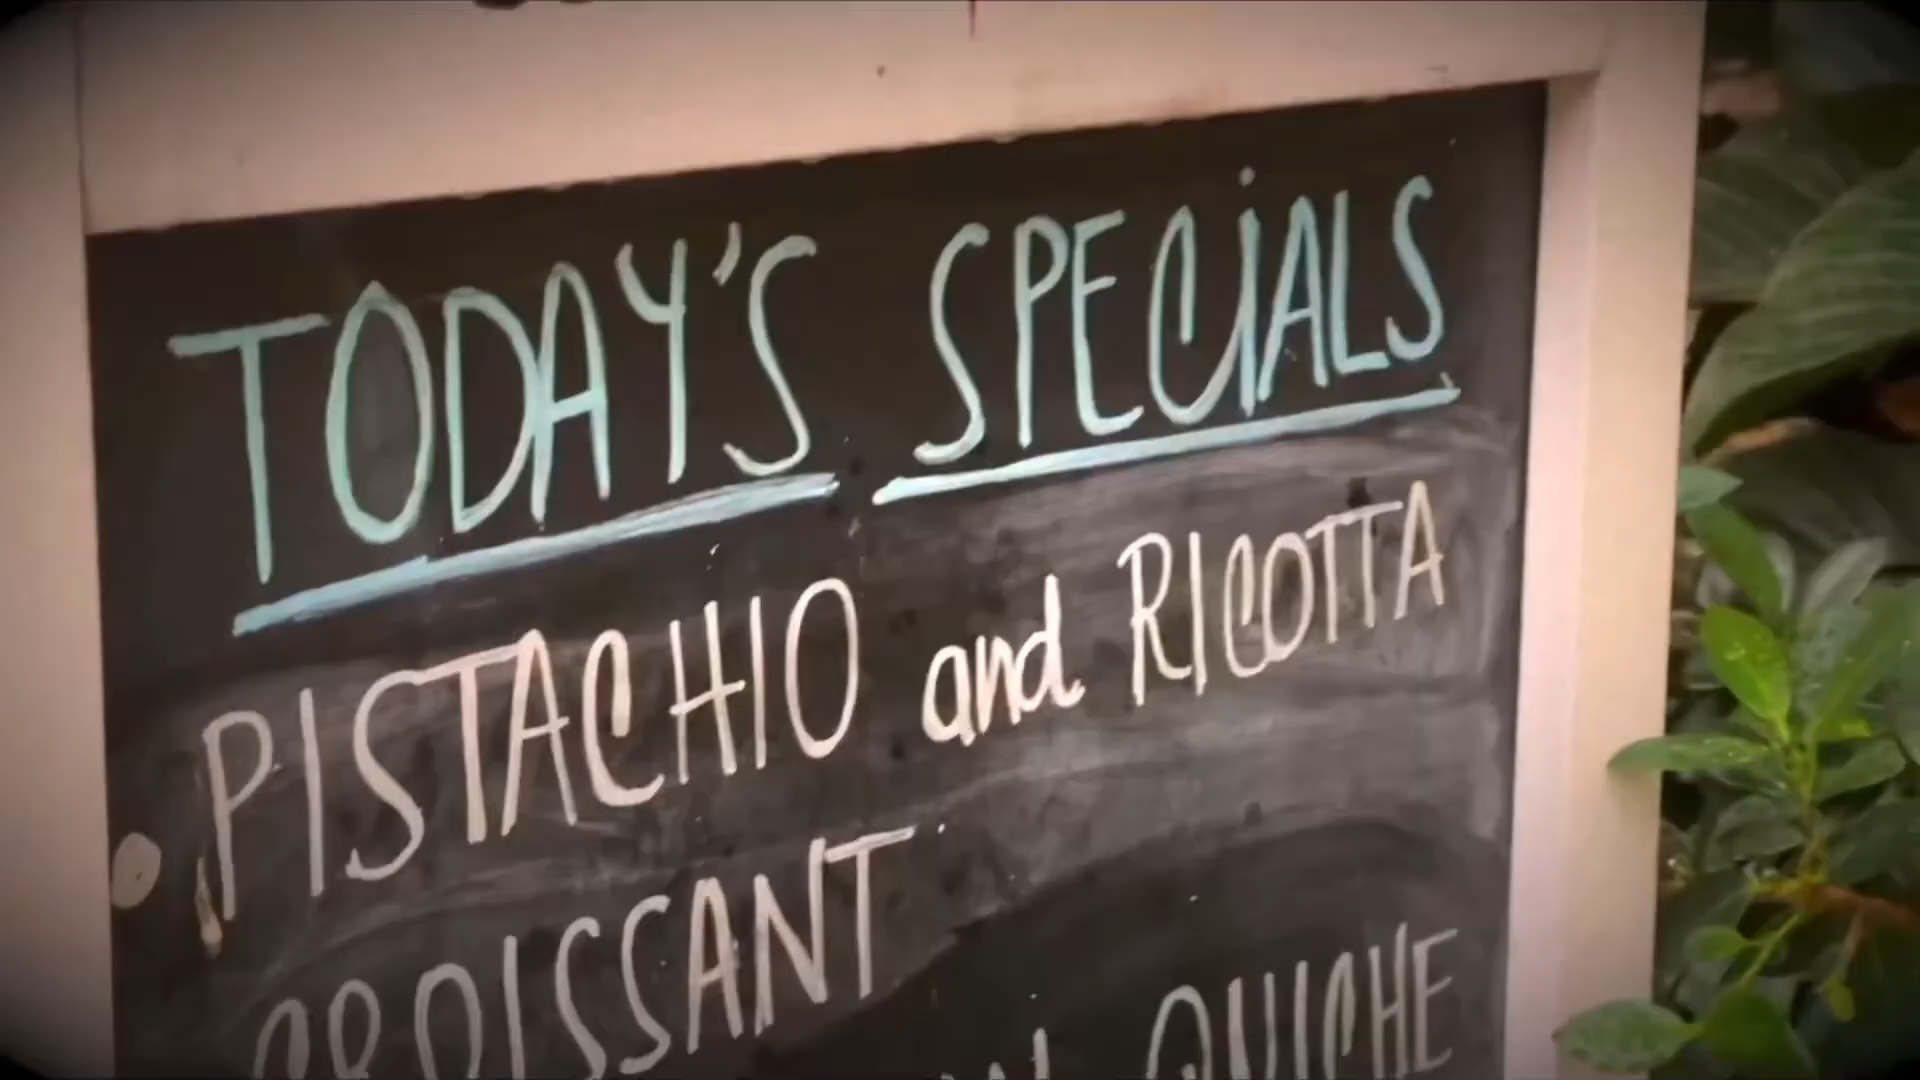 TODAY'S SPECIALS
• PISTACHIO and RICOTTA
CROISSANT
QUICHE